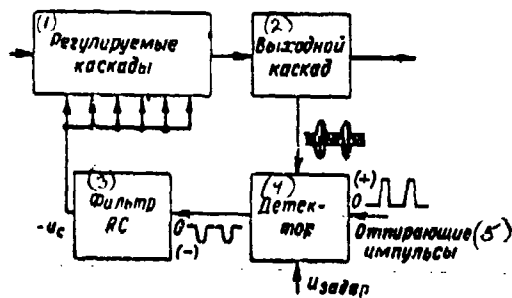 (1)
Регулируемые
каскады
(2)
Выходной
каскад
(3)
Фильтр
RC
-uс
0
(-)
(4)
Детек-
тор
(+)
0
Отпирающие (5)
импульсы
uзадер